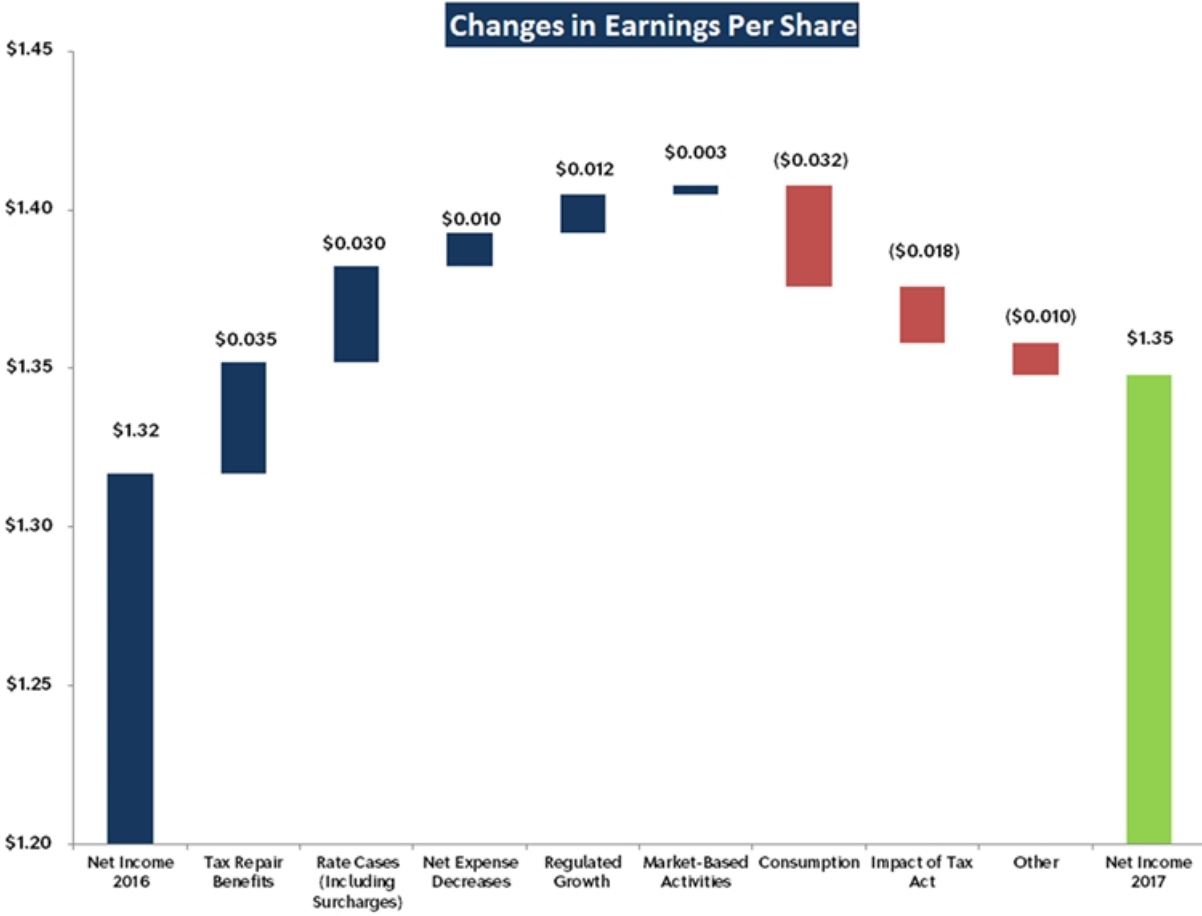 Changes in Earnings Per Share
$1.45
$1.40
$1.35
$1.30
$1.25
$1.20
$1.32
$0.035
$0.030
$0.010
$0.012
$0.003
($0.032)
($0.018)
($0.010)
$1.35
Net Income
2016
Tax Repair
Benefits
Rate Cases
(Including
Surcharges)
Net Expense
Decreases
Regulated
Growth
Market-Based
Activities
Consumption
Impact of Tax
Act
Other
Net Income
2017